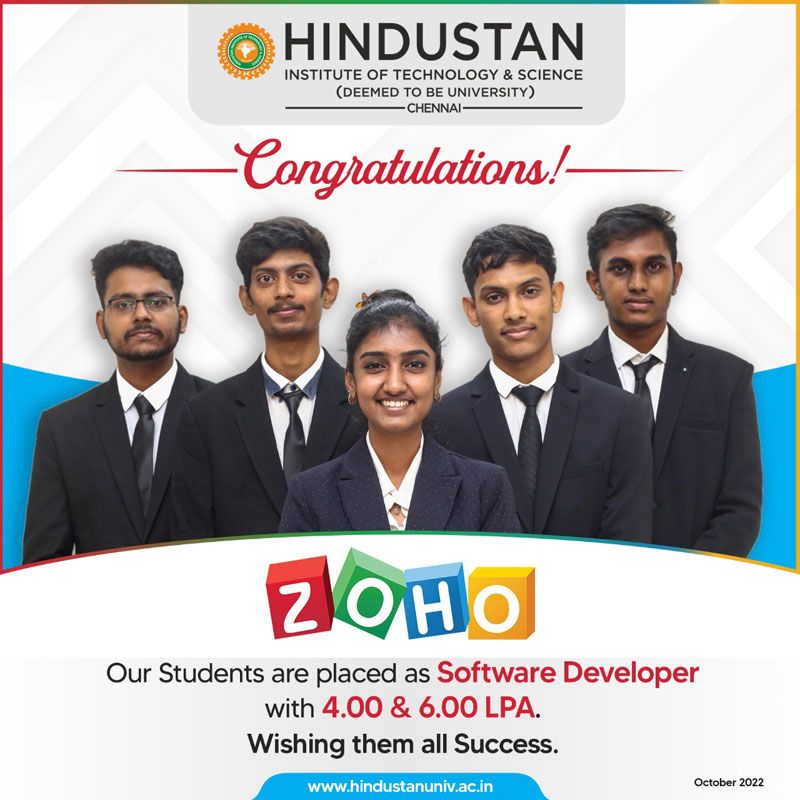 HINDUSTAN
INSTITUTE OF TECHNOLOGY & SCIENCE
(DEEMED TO BE UNIVERSITY)
CHENNAI
Congratulations!
ZOHO
Our Students are placed as Software Developer
with 4.00 & 6.00 LPA.
Wishing them all Success.
www.hindustanuniv.ac.in
October 2022